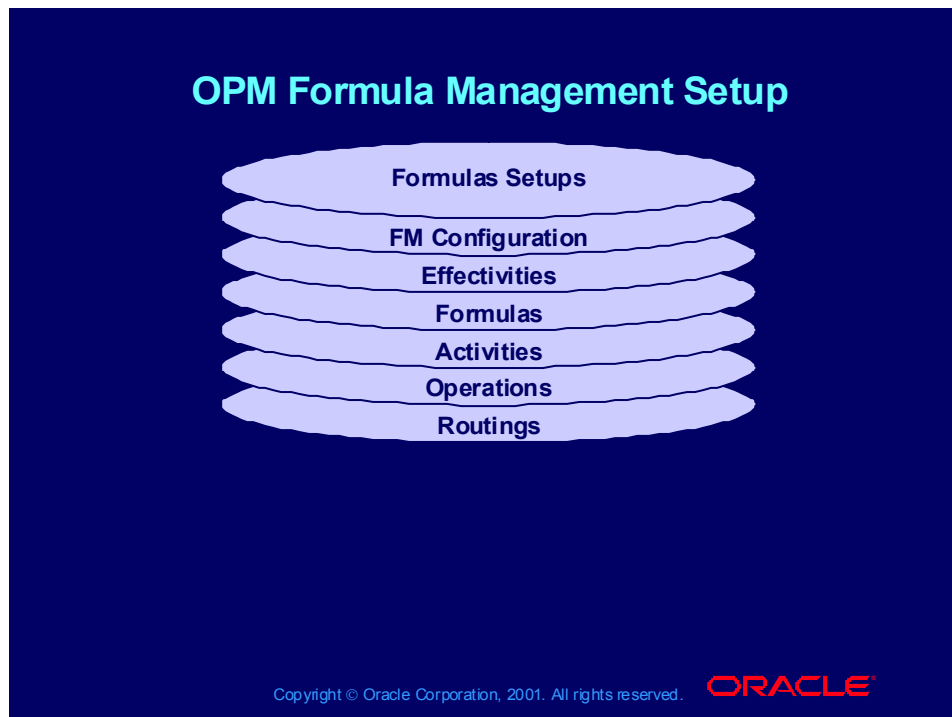 OPM Formula Management Setup
Formulas Setups
FM Configuration
Effectivities
Formulas
Activities
Operations
Routings
Copyright © Oracle Corporation, 2001. All rights reserved.
ORACLE®